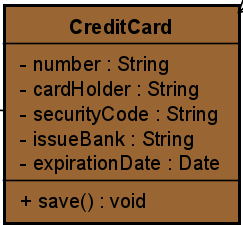 CreditCard
- number : String
- cardHolder : String
- securityCode : String
- issueBank : String
- expirationDate : Date
+ save() : void